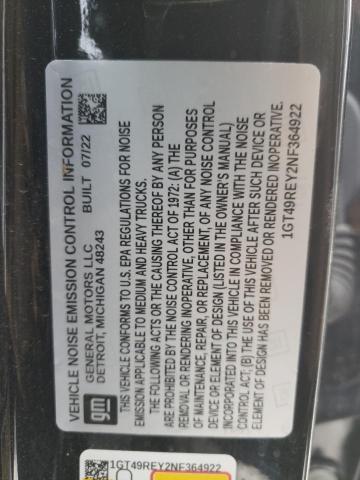 VEHICLE NOISE EMISSION CONTROL INFORMATION
gm
GENERAL MOTORS LLC BUILT 07/22
DETROIT, MICHIGAN 48243
THIS VEHICLE CONFORMS TO U.S. EPA REGULATIONS FOR NOISE
EMISSION APPLICABLE TO MEDIUM AND HEAVY TRUCKS.
THE FOLLOWING ACTS OR THE CAUSING THEREOF BY ANY PERSON
ARE PROHIBITED BY THE NOISE CONTROL ACT OF 1972: (A) THE
REMOVAL OR RENDERING INOPERATIVE, OTHER THAN FOR PURPOSES
OF MAINTENANCE, REPAIR, OR REPLACEMENT, OF ANY NOISE CONTROL
DEVICE OR ELEMENT OF DESIGN (LISTED IN THE OWNER'S MANUAL)
INCORPORATED INTO THIS VEHICLE IN COMPLIANCE WITH THE NOISE
CONTROL ACT; (B) THE USE OF THIS VEHICLE AFTER SUCH DEVICE OR
ELEMENT OF DESIGN HAS BEEN REMOVED OR RENDERED INOPERATIVE.
1GT49REY2NF364922
1GT49REY2NF364922